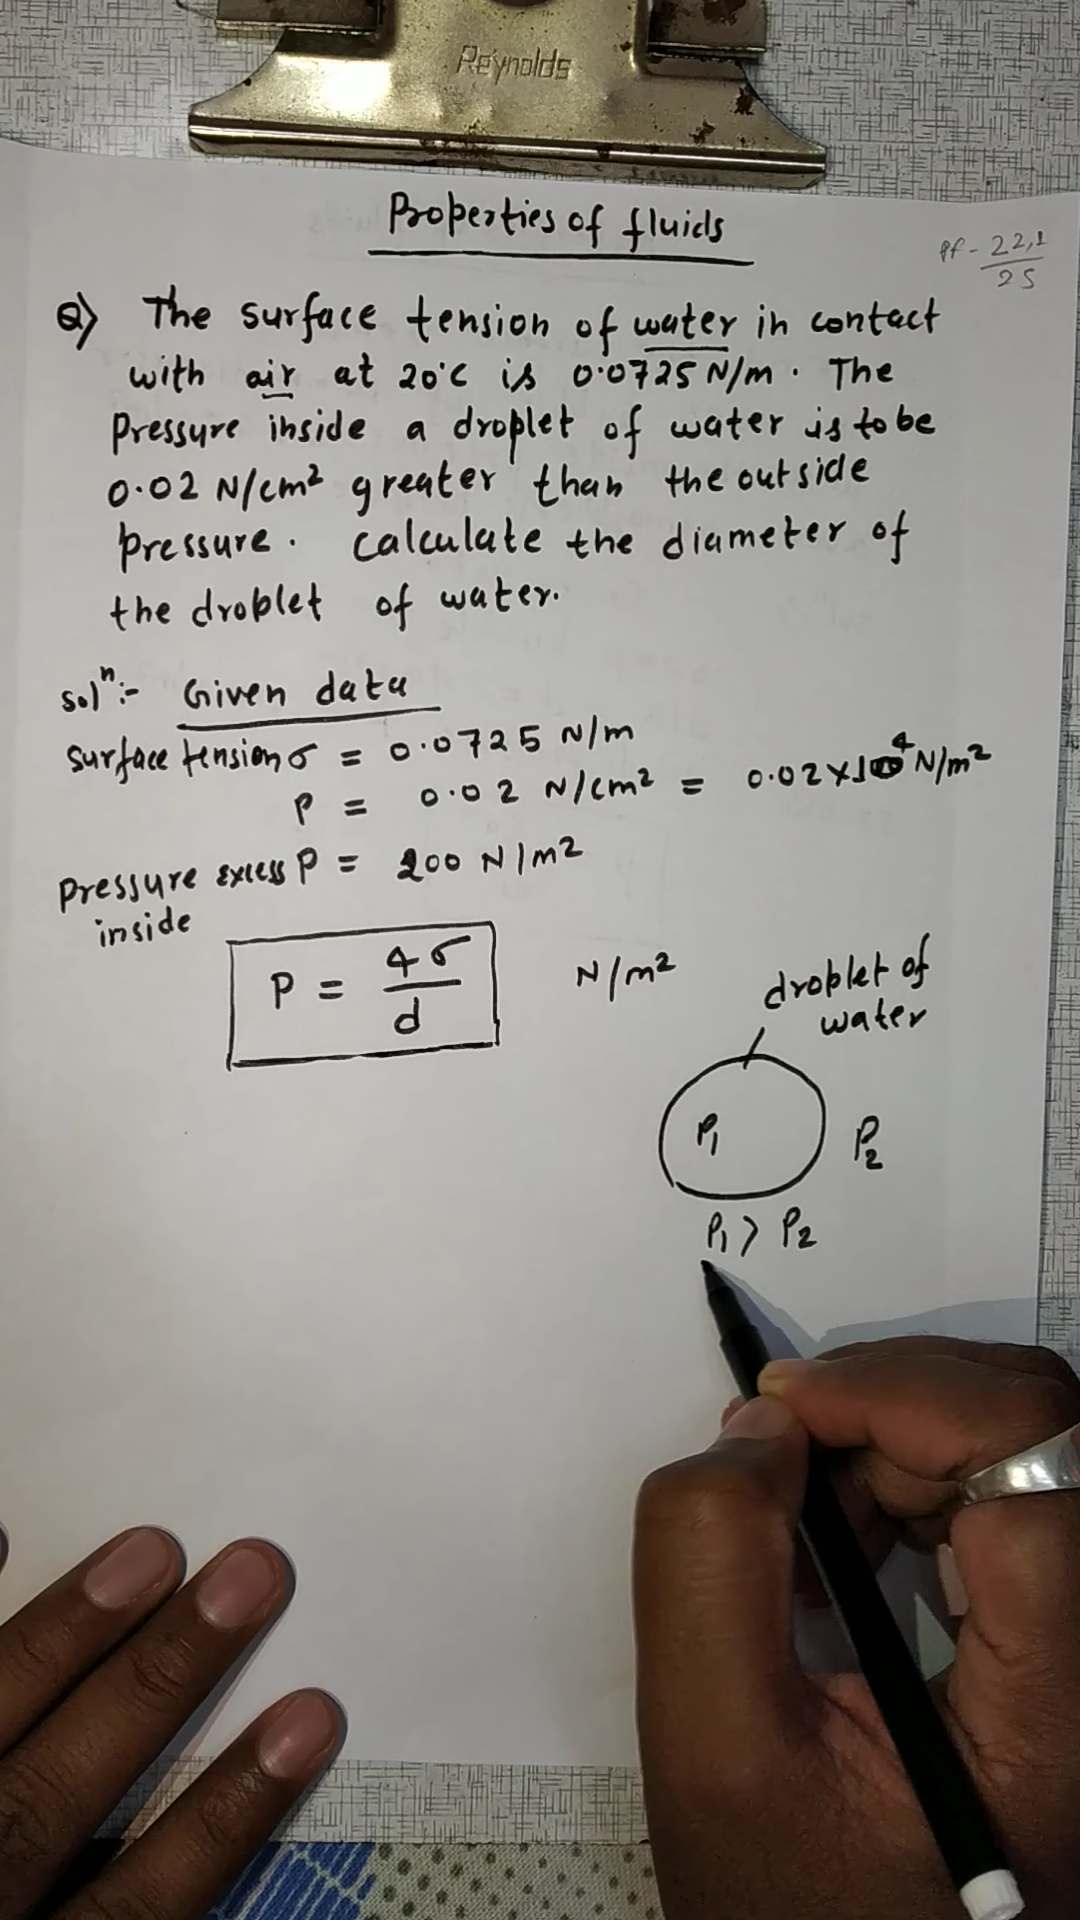 Reynolds
Properties of fluids
Pf - 22,1
25
Q) The surface tension of water in contact
with air at 20°C is 0.0725 N/m. The
Pressure inside a droplet of water is to be
0.02 N/cm² greater than the outside
pressure. calculate the diameter of
the droplet of water.
solⁿ:- Given data
surface tension σ = 0.0725 N/m
P = 0.02 N/cm² = 0.02×10⁴ N/m²
Pressure excess P = 200 N/m²
inside
P = 4σ
d
N/m²
droplet of
water
P₁
P₂
P₁ > P₂